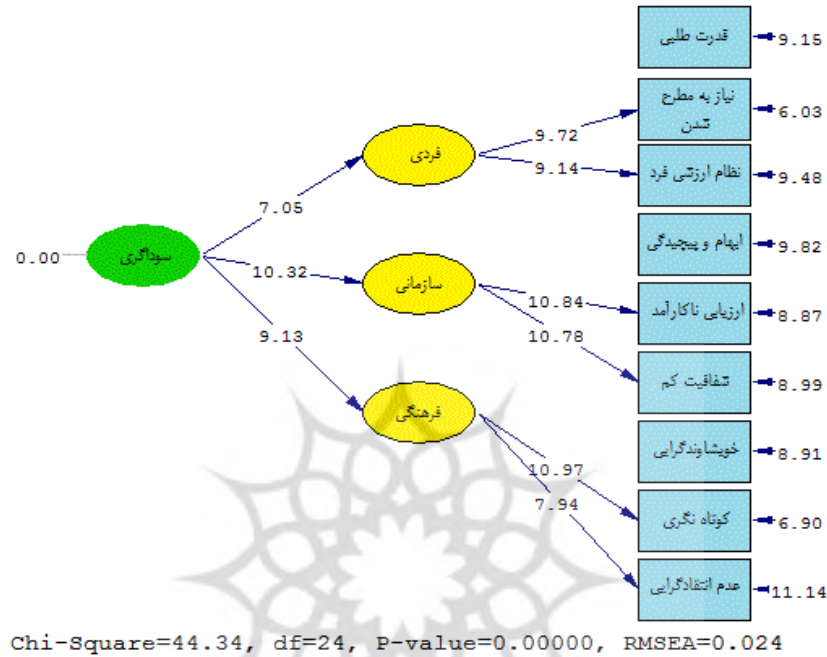 قدرت طلبی
9.15
نیاز به مطرح
شدن
6.03
9.72
فردی
9.14
نظام ارزشی فرد
9.48
7.05
ابهام و پیچیدگی
9.82
0.00
سوداگری
10.32
سازمانی
10.84
ارزیابی ناکارآمد
8.87
10.78
9.13
شفافیت کم
8.99
فرهنگی
خویشاوندگرایی
8.91
10.97
7.94
کوتاه نگری
6.90
عدم انتقادگرایی
11.14
Chi-Square=44.34, df=24, P-value=0.00000, RMSEA=0.024